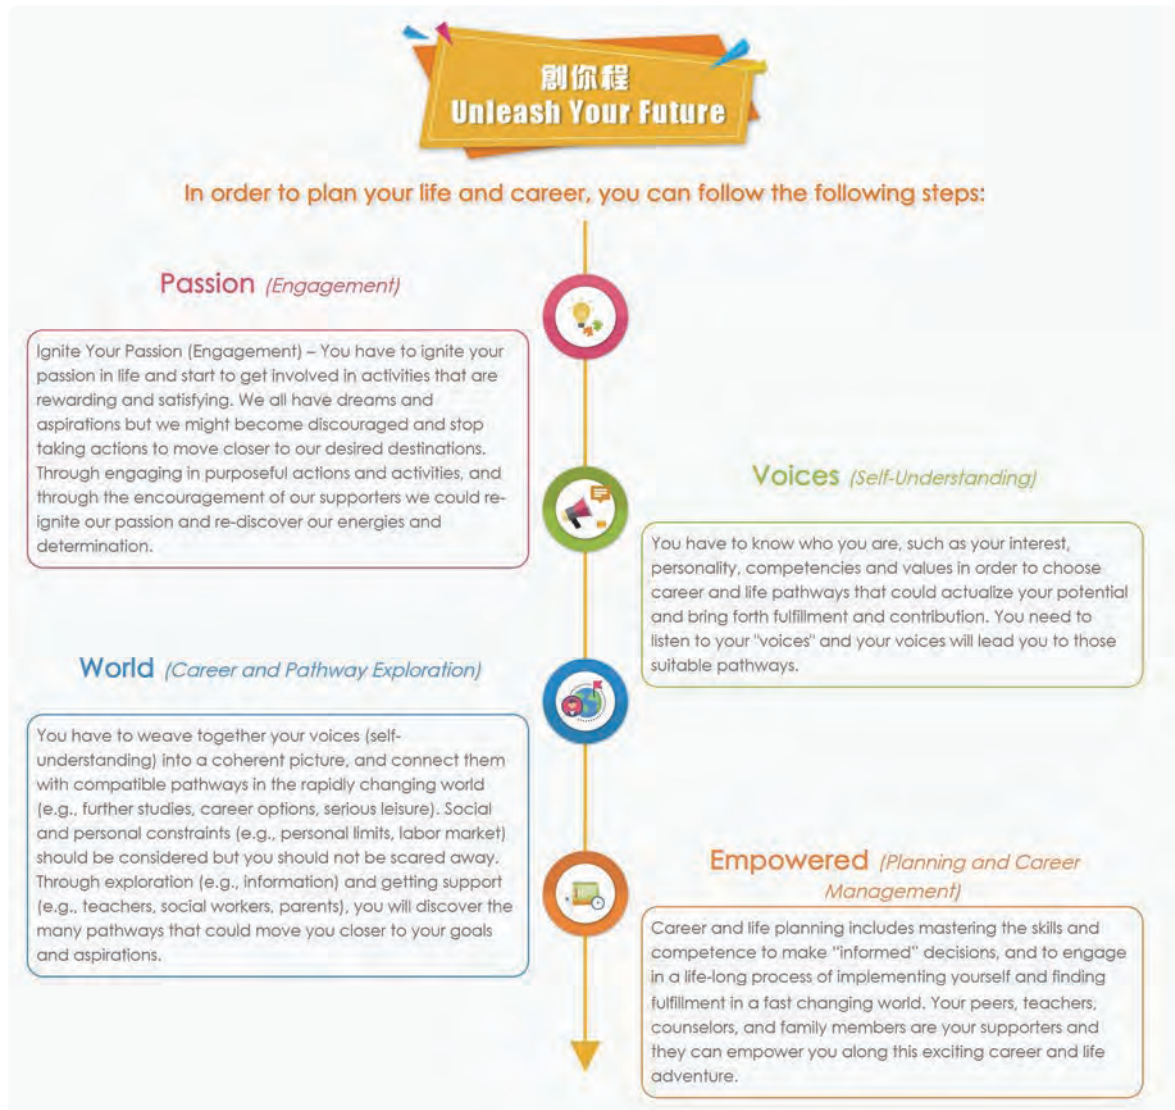 創你程
Unleash Your Future
In order to plan your life and career, you can follow the following steps:
Passion (Engagement)
Ignite Your Passion (Engagement) – You have to ignite your
passion in life and start to get involved in activities that are
rewarding and satisfying. We all have dreams and
aspirations but we might become discouraged and stop
taking actions to move closer to our desired destinations.
Through engaging in purposeful actions and activities, and
through the encouragement of our supporters we could re-
ignite our passion and re-discover our energies and
determination.
Voices (Self-Understanding)
You have to know who you are, such as your interest,
personality, competencies and values in order to choose
career and life pathways that could actualize your potential
and bring forth fulfillment and contribution. You need to
listen to your "voices" and your voices will lead you to those
suitable pathways.
World (Career and Pathway Exploration)
You have to weave together your voices (self-
understanding) into a coherent picture, and connect them
with compatible pathways in the rapidly changing world
(e.g., further studies, career options, serious leisure). Social
and personal constraints (e.g., personal limits, labor market)
should be considered but you should not be scared away.
Through exploration (e.g., information) and getting support
(e.g., teachers, social workers, parents), you will discover the
many pathways that could move you closer to your goals
and aspirations.
Empowered (Planning and Career
Management)
Career and life planning includes mastering the skills and
competence to make "informed" decisions, and to engage
in a life-long process of implementing yourself and finding
fulfillment in a fast changing world. Your peers, teachers,
counselors, and family members are your supporters and
they can empower you along this exciting career and life
adventure.